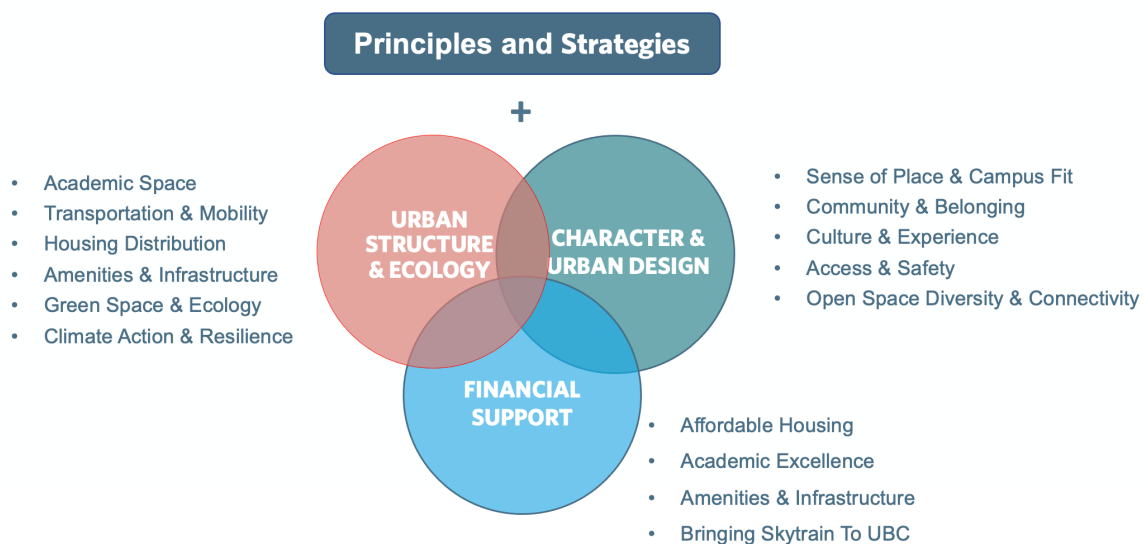 Principles and Strategies
+
• Academic Space
• Transportation & Mobility
• Housing Distribution
• Amenities & Infrastructure
• Green Space & Ecology
• Climate Action & Resilience
URBAN
STRUCTURE
& ECOLOGY
CHARACTER &
URBAN DESIGN
• Sense of Place & Campus Fit
• Community & Belonging
• Culture & Experience
• Access & Safety
• Open Space Diversity & Connectivity
FINANCIAL
SUPPORT
• Affordable Housing
• Academic Excellence
• Amenities & Infrastructure
• Bringing Skytrain To UBC